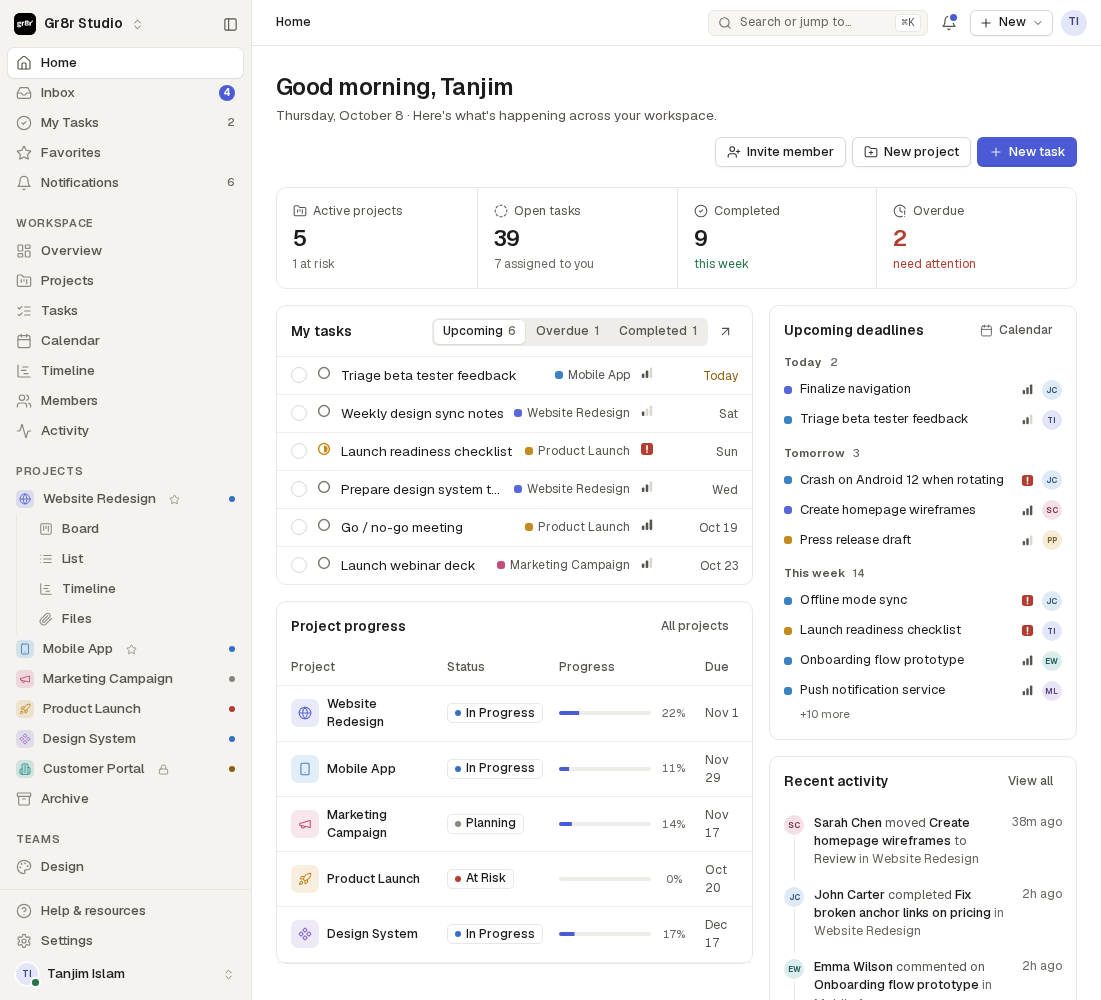 gr8r Gr8r Studio
Home
Inbox 4
My Tasks 2
Favorites
Notifications 6
WORKSPACE
Overview
Projects
Tasks
Calendar
Timeline
Members
Activity
PROJECTS
Website Redesign
Board
List
Timeline
Files
Mobile App
Marketing Campaign
Product Launch
Design System
Customer Portal
Archive
TEAMS
Design
Help & resources
Settings
TI Tanjim Islam
Home
Search or jump to... ⌘K
New
TI
Good morning, Tanjim
Thursday, October 8 · Here's what's happening across your workspace.
Invite member
New project
New task
Active projects
5
1 at risk
Open tasks
39
7 assigned to you
Completed
9
this week
Overdue
2
need attention
My tasks Upcoming 6 Overdue 1 Completed 1
Triage beta tester feedback Mobile App Today
Weekly design sync notes Website Redesign Sat
Launch readiness checklist Product Launch Sun
Prepare design system t... Website Redesign Wed
Go / no-go meeting Product Launch Oct 19
Launch webinar deck Marketing Campaign Oct 23
Project progress All projects
Project Status Progress Due
Website
Redesign
In Progress 22% Nov 1
Mobile App In Progress 11% Nov
29
Marketing
Campaign
Planning 14% Nov
17
Product Launch At Risk 0% Oct
20
Design System In Progress 17% Dec
17
Upcoming deadlines Calendar
Today 2
Finalize navigation JC
Triage beta tester feedback TI
Tomorrow 3
Crash on Android 12 when rotating JC
Create homepage wireframes SC
Press release draft PP
This week 14
Offline mode sync JC
Launch readiness checklist TI
Onboarding flow prototype EW
Push notification service ML
+10 more
Recent activity View all
SC Sarah Chen moved Create 38m ago
homepage wireframes to
Review in Website Redesign
JC John Carter completed Fix 2h ago
broken anchor links on pricing in
Website Redesign
EW Emma Wilson commented on 2h ago
Onboarding flow prototype in